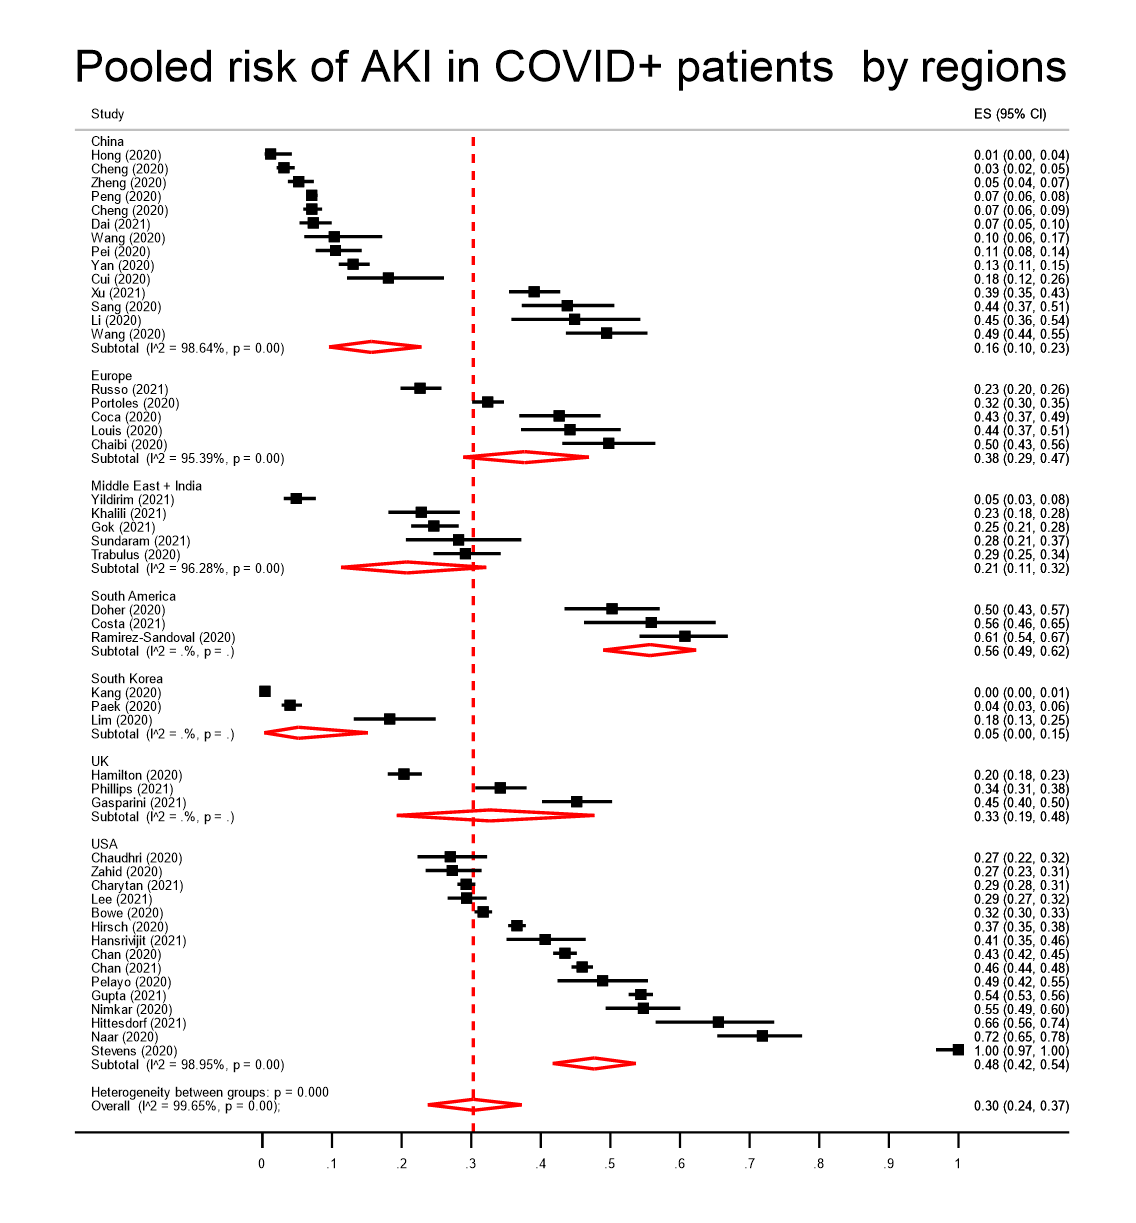 Pooled risk of AKI in COVID+ patients  by regions
Study ES (95% CI)
China
Hong (2020) 0.01 (0.00, 0.04)
Cheng (2020) 0.03 (0.02, 0.05)
Zheng (2020) 0.05 (0.04, 0.07)
Peng (2020) 0.07 (0.06, 0.08)
Cheng (2020) 0.07 (0.06, 0.09)
Dai (2021) 0.07 (0.05, 0.10)
Wang (2020) 0.10 (0.06, 0.17)
Pei (2020) 0.11 (0.08, 0.14)
Yan (2020) 0.13 (0.11, 0.15)
Cui (2020) 0.18 (0.12, 0.26)
Xu (2021) 0.39 (0.35, 0.43)
Sang (2020) 0.44 (0.37, 0.51)
Li (2020) 0.45 (0.36, 0.54)
Wang (2020) 0.49 (0.44, 0.55)
Subtotal  (I^2 = 98.64%, p = 0.00) 0.16 (0.10, 0.23)
Europe
Russo (2021) 0.23 (0.20, 0.26)
Portoles (2020) 0.32 (0.30, 0.35)
Coca (2020) 0.43 (0.37, 0.49)
Louis (2020) 0.44 (0.37, 0.51)
Chaibi (2020) 0.50 (0.43, 0.56)
Subtotal  (I^2 = 95.39%, p = 0.00) 0.38 (0.29, 0.47)
Middle East + India
Yildirim (2021) 0.05 (0.03, 0.08)
Khalili (2021) 0.23 (0.18, 0.28)
Gok (2021) 0.25 (0.21, 0.28)
Sundaram (2021) 0.28 (0.21, 0.37)
Trabulus (2020) 0.29 (0.25, 0.34)
Subtotal  (I^2 = 96.28%, p = 0.00) 0.21 (0.11, 0.32)
South America
Doher (2020) 0.50 (0.43, 0.57)
Costa (2021) 0.56 (0.46, 0.65)
Ramirez-Sandoval (2020) 0.61 (0.54, 0.67)
Subtotal  (I^2 = .%, p = .) 0.56 (0.49, 0.62)
South Korea
Kang (2020) 0.00 (0.00, 0.01)
Paek (2020) 0.04 (0.03, 0.06)
Lim (2020) 0.18 (0.13, 0.25)
Subtotal  (I^2 = .%, p = .) 0.05 (0.00, 0.15)
UK
Hamilton (2020) 0.20 (0.18, 0.23)
Phillips (2021) 0.34 (0.31, 0.38)
Gasparini (2021) 0.45 (0.40, 0.50)
Subtotal  (I^2 = .%, p = .) 0.33 (0.19, 0.48)
USA
Chaudhri (2020) 0.27 (0.22, 0.32)
Zahid (2020) 0.27 (0.23, 0.31)
Charytan (2021) 0.29 (0.28, 0.31)
Lee (2021) 0.29 (0.27, 0.32)
Bowe (2020) 0.32 (0.30, 0.33)
Hirsch (2020) 0.37 (0.35, 0.38)
Hansrivijit (2021) 0.41 (0.35, 0.46)
Chan (2020) 0.43 (0.42, 0.45)
Chan (2021) 0.46 (0.44, 0.48)
Pelayo (2020) 0.49 (0.42, 0.55)
Gupta (2021) 0.54 (0.53, 0.56)
Nimkar (2020) 0.55 (0.49, 0.60)
Hittesdorf (2021) 0.66 (0.56, 0.74)
Naar (2020) 0.72 (0.65, 0.78)
Stevens (2020) 1.00 (0.97, 1.00)
Subtotal  (I^2 = 98.95%, p = 0.00) 0.48 (0.42, 0.54)
Heterogeneity between groups: p = 0.000
Overall  (I^2 = 99.65%, p = 0.00); 0.30 (0.24, 0.37)
0 .1 .2 .3 .4 .5 .6 .7 .8 .9 1